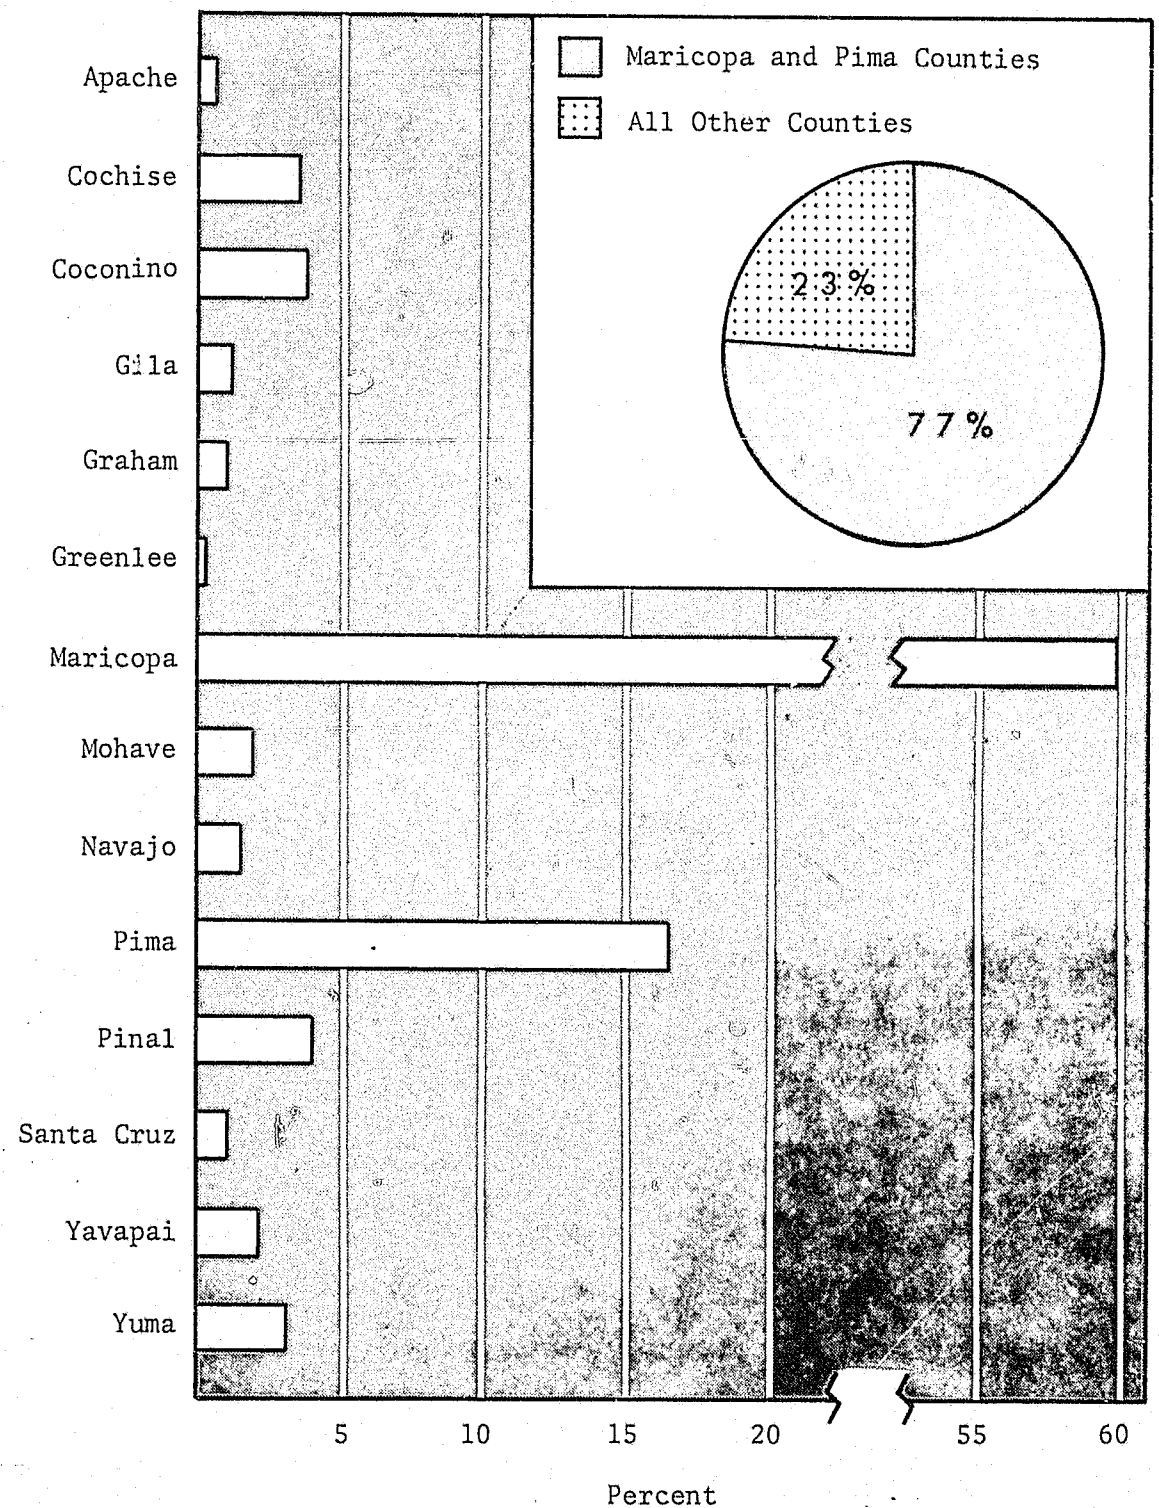 Maricopa and Pima Counties
All Other Counties
23%
77%
Apache
Cochise
Coconino
Gila
Graham
Greenlee
Maricopa
Mohave
Navajo
Pima
Pinal
Santa Cruz
Yavapai
Yuma
5 10 15 20 55 60
Percent